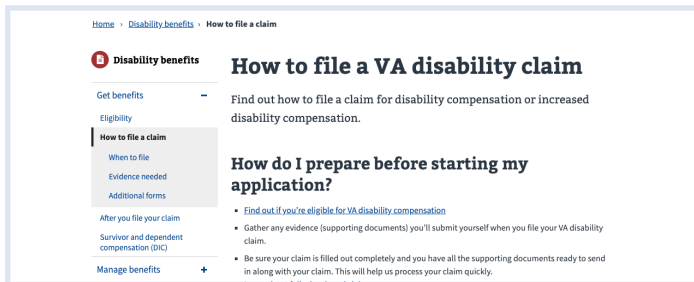 Home › Disability benefits › How to file a claim
Disability benefits
Get benefits –
Eligibility
How to file a claim
When to file
Evidence needed
Additional forms
After you file your claim
Survivor and dependent
compensation (DIC)
Manage benefits +
How to file a VA disability claim
Find out how to file a claim for disability compensation or increased
disability compensation.
How do I prepare before starting my
application?
▪ Find out if you're eligible for VA disability compensation
▪ Gather any evidence (supporting documents) you'll submit yourself when you file your VA disability
claim.
▪ Be sure your claim is filled out completely and you have all the supporting documents ready to send
in along with your claim. This will help us process your claim quickly.